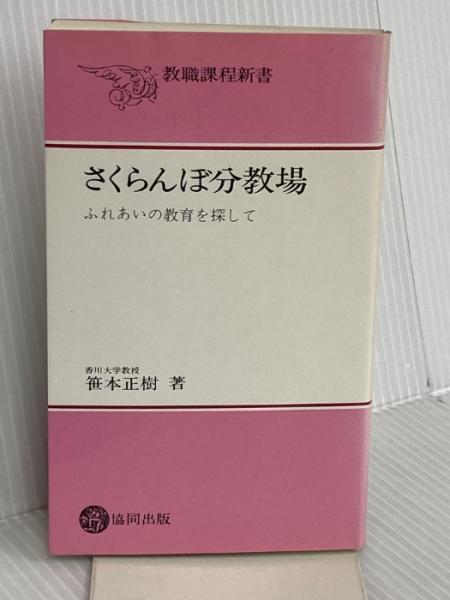 教職課程新書
さくらんぼ分教場
ふれあいの教育を探して
香川大学教授
笹本正樹 著
協同出版